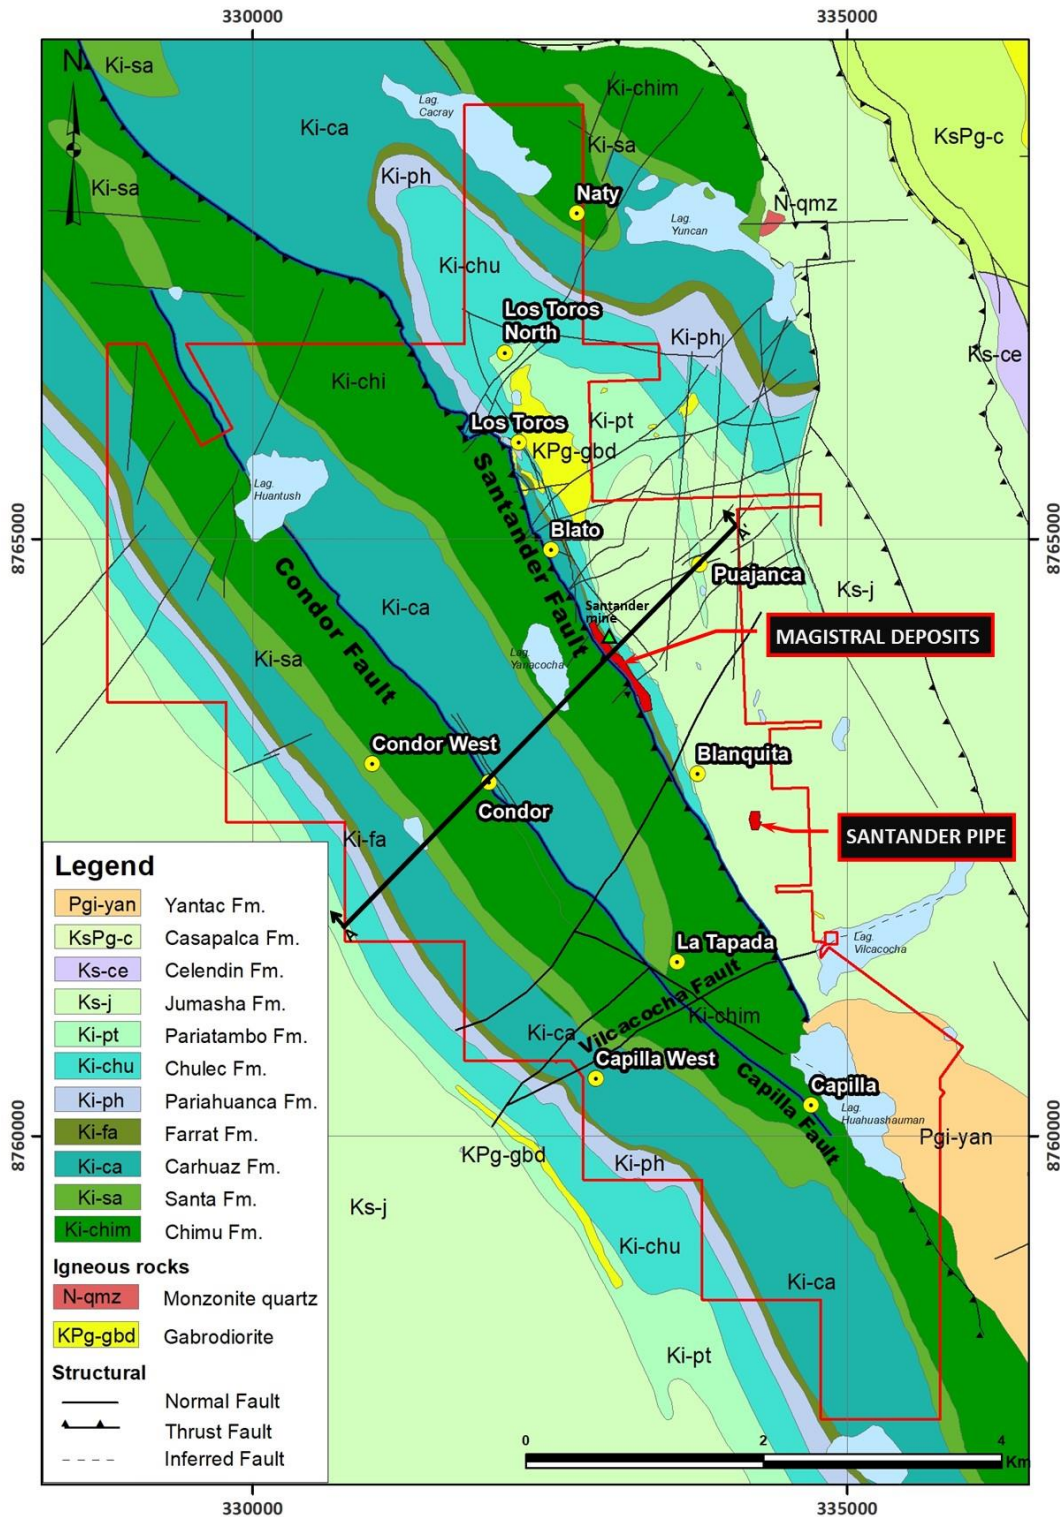 330000
335000
N
Ki-sa
Lag.
Cacray
Ki-chim
KsPg-c
Ki-ca
Ki-sa
Ki-ph
Ki-sa
Naty
N-qmz
Lag.
Yuncan
Ki-chu
Los Toros
North
Ki-ph
Ks-ce
Ki-chi
Ki-pt
Los Toros
KPg-gbd
Santander Fault
Lag.
Huantush
8765000
8765000
Blato
A'
Condor Fault
Puajanca
Ks-j
Ki-ca
Santander
mine
MAGISTRAL DEPOSITS
Ki-sa
Lag.
Yanacocha
Condor West
Blanquita
Condor
SANTANDER PIPE
Ki-fa
A
La Tapada
Lag.
Vilcacocha
Vilcacocha Fault
Ki-chim
Ki-ca
Capilla West
Capilla Fault
Capilla
Lag.
Huahuashauman
8760000
8760000
Pgi-yan
KPg-gbd
Ki-ph
Ks-j
Ki-chu
Ki-ca
Ki-pt
Legend
Pgi-yan Yantac Fm.
KsPg-c Casapalca Fm.
Ks-ce Celendin Fm.
Ks-j Jumasha Fm.
Ki-pt Pariatambo Fm.
Ki-chu Chulec Fm.
Ki-ph Pariahuanca Fm.
Ki-fa Farrat Fm.
Ki-ca Carhuaz Fm.
Ki-sa Santa Fm.
Ki-chim Chimu Fm.
Igneous rocks
N-qmz Monzonite quartz
KPg-gbd Gabrodiorite
Structural
Normal Fault
Thrust Fault
Inferred Fault
0 2 4
Km
330000
335000